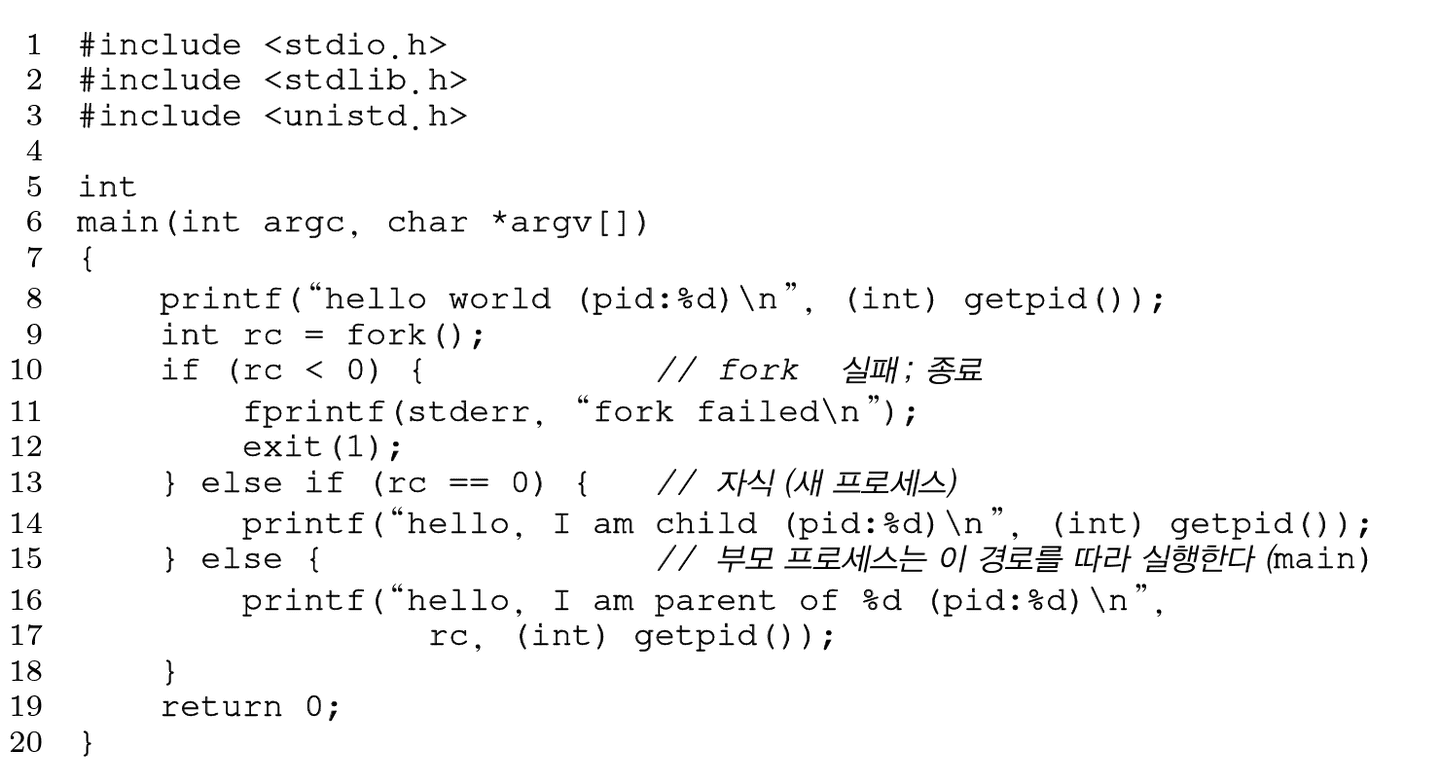 1 #include <stdio.h>
2 #include <stdlib.h>
3 #include <unistd.h>
4
5 int
6 main(int argc, char *argv[])
7 {
8 printf(“hello world (pid:%d)\n”, (int) getpid());
9 int rc = fork();
10 if (rc < 0) { // fork 실패; 종료
11 fprintf(stderr, “fork failed\n”);
12 exit(1);
13 } else if (rc == 0) { // 자식 (새 프로세스)
14 printf(“hello, I am child (pid:%d)\n”, (int) getpid());
15 } else { // 부모 프로세스는 이 경로를 따라 실행한다 (main)
16 printf(“hello, I am parent of %d (pid:%d)\n”,
17 rc, (int) getpid());
18 }
19 return 0;
20 }